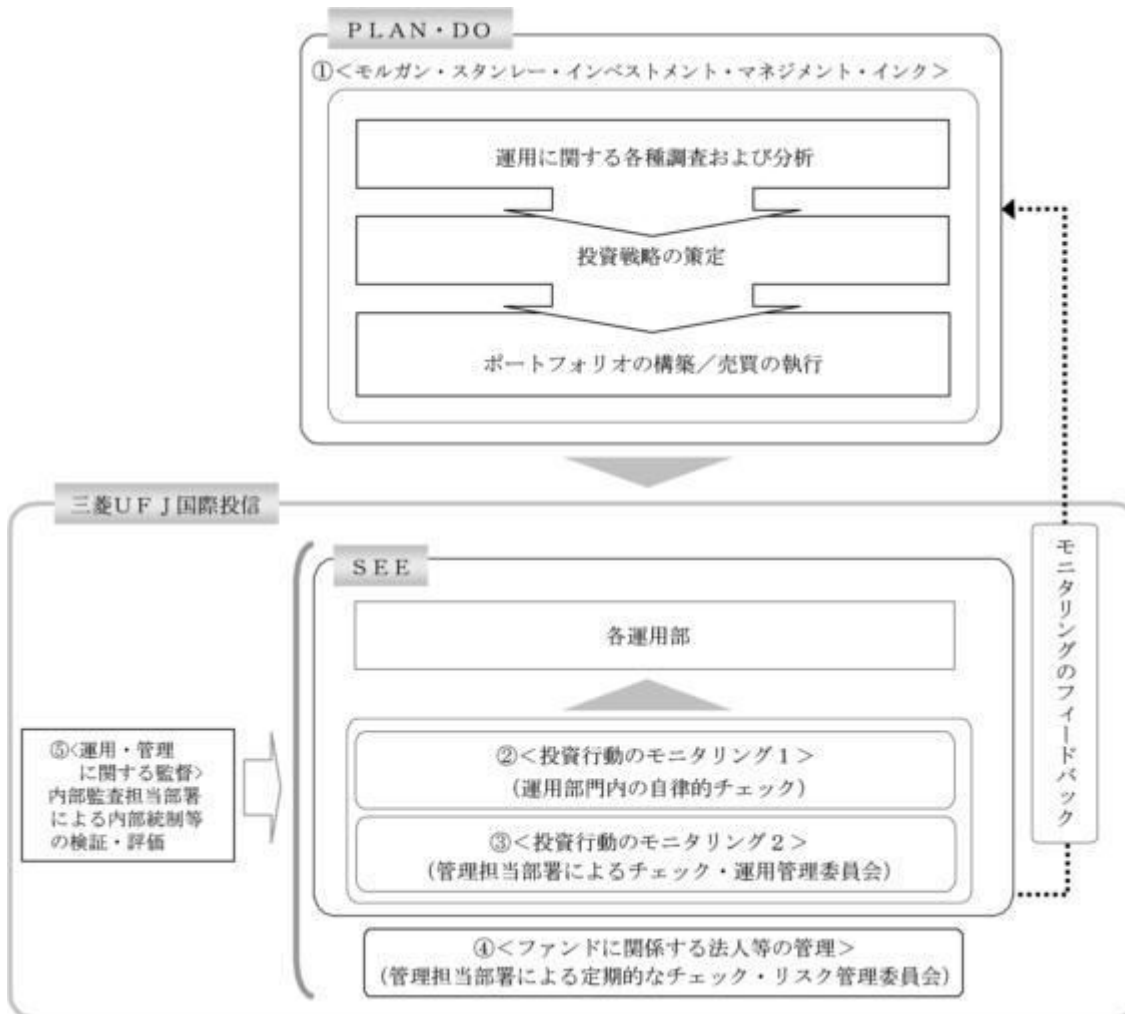 PLAN・DO
①<モルガン・スタンレー・インベストメント・マネジメント・インク>
運用に関する各種調査および分析
投資戦略の策定
ポートフォリオの構築／売買の執行
三菱UFJ国際投信
SEE
各運用部
②<投資行動のモニタリング1>
(運用部門内の自律的チェック)
③<投資行動のモニタリング2>
(管理担当部署によるチェック・運用管理委員会)
④<ファンドに関係する法人等の管理>
(管理担当部署による定期的なチェック・リスク管理委員会)
⑤<運用・管理
に関する監督>
内部監査担当部署
による内部統制等
の検証・評価
モニタリングのフィードバック